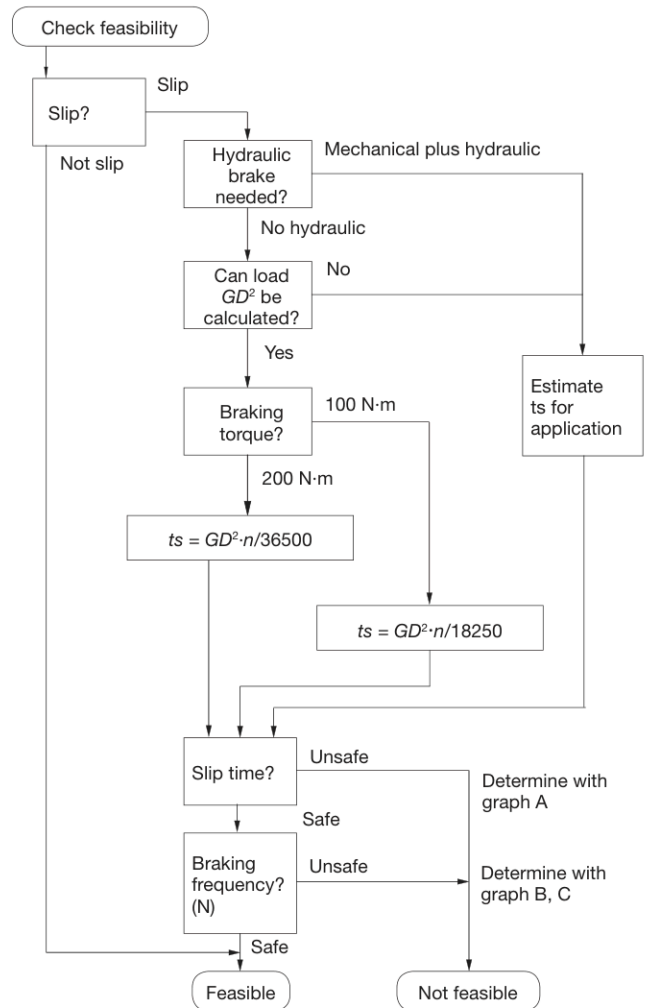 Check feasibility
Slip
Slip?
Not slip
Mechanical plus hydraulic
Hydraulic
brake
needed?
No hydraulic
No
Can load
GD² be
calculated?
Yes
Estimate
ts for
application
100 N·m
Braking
torque?
200 N·m
ts = GD²·n/36500
ts = GD²·n/18250
Unsafe
Slip time?
Determine with
graph A
Safe
Unsafe
Braking
frequency?
(N)
Determine with
graph B, C
Safe
Feasible
Not feasible